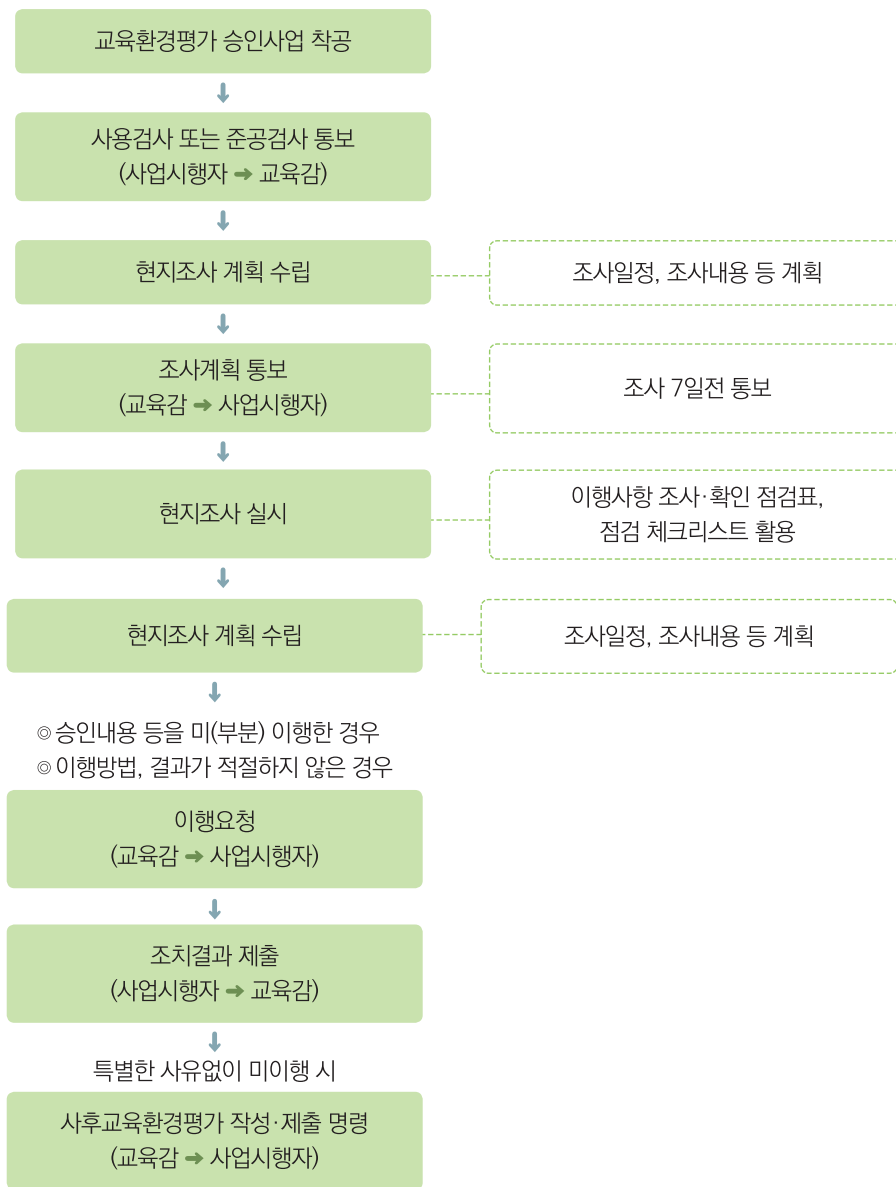 교육환경평가 승인사업 착공
사용검사 또는 준공검사 통보
(사업시행자 ➡ 교육감)
현지조사 계획 수립
조사일정, 조사내용 등 계획
조사계획 통보
(교육감 ➡ 사업시행자)
조사 7일전 통보
현지조사 실시
이행사항 조사·확인 점검표,
점검 체크리스트 활용
현지조사 계획 수립
조사일정, 조사내용 등 계획
◎ 승인내용 등을 미(부분) 이행한 경우
◎ 이행방법, 결과가 적절하지 않은 경우
이행요청
(교육감 ➡ 사업시행자)
조치결과 제출
(사업시행자 ➡ 교육감)
특별한 사유없이 미이행 시
사후교육환경평가 작성·제출 명령
(교육감 ➡ 사업시행자)